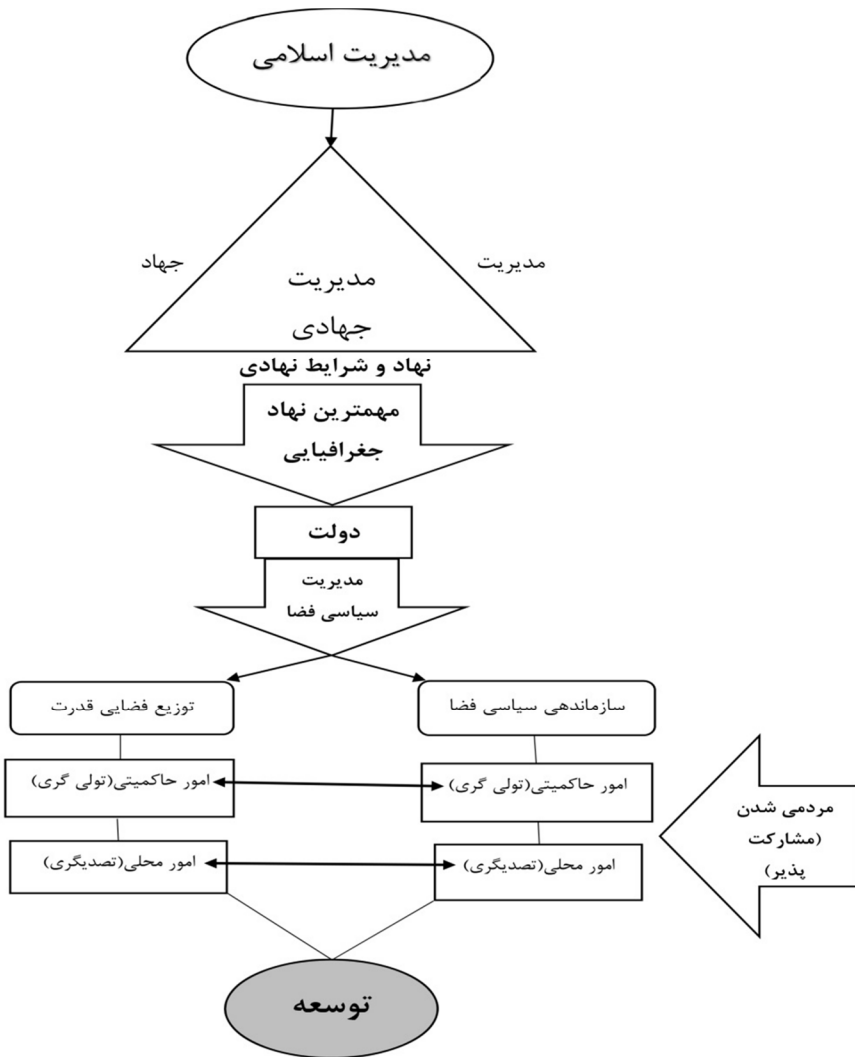 مدیریت اسلامی
مدیریت
جهاد
مدیریت
جهادی
نهاد و شرایط نهادی
مهمترین نهاد
جغرافیایی
دولت
مدیریت
سیاسی فضا
سازماندهی سیاسی فضا
توزیع فضایی قدرت
امور حاکمیتی(تولی گری)
امور حاکمیتی(تولی گری)
مردمی شدن
(مشارکت
پذیر)
امور محلی(تصدیگری)
امور محلی(تصدیگری)
توسعه